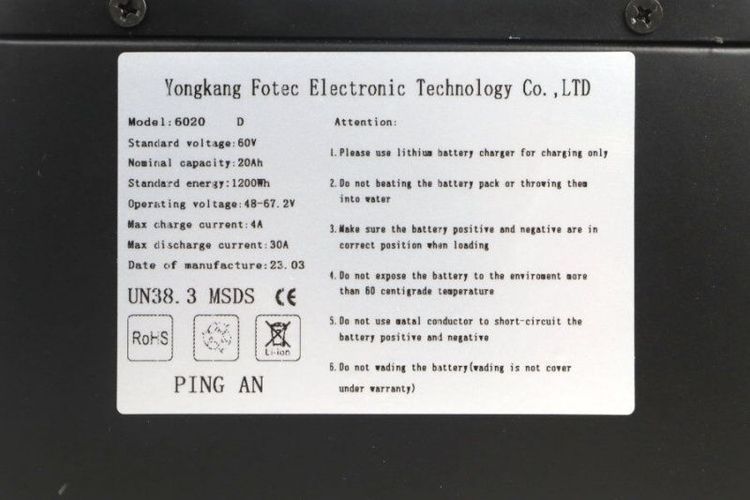 Yongkang Fotec Electronic Technology Co.,LTD
Model:6020 D
Standard voltage:60V
Nominal capacity:20Ah
Standard energy:1200Wh
Operating voltage:48-67.2V
Max charge current:4A
Max discharge current:30A
Date of manufacture:23.03
UN38.3 MSDS CE
RoHS
Li-ion
PING AN
Attention:
1.Please use lithium battery charger for charging only
2.Do not heating the battery pack or throwing them
into water
3.Make sure the battery positive and negative are in
correct position when loading
4.Do not expose the battery to the enviroment more
than 60 centigrade temperature
5.Do not use matal conductor to short-circuit the
battery positive and negative
6.Do not wading the battery(wading is not cover
under warranty)